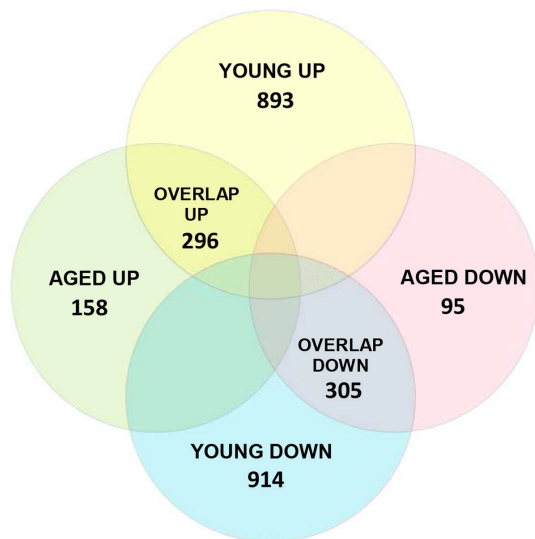 YOUNG UP
893
OVERLAP
UP
296
AGED UP
158
AGED DOWN
95
OVERLAP
DOWN
305
YOUNG DOWN
914